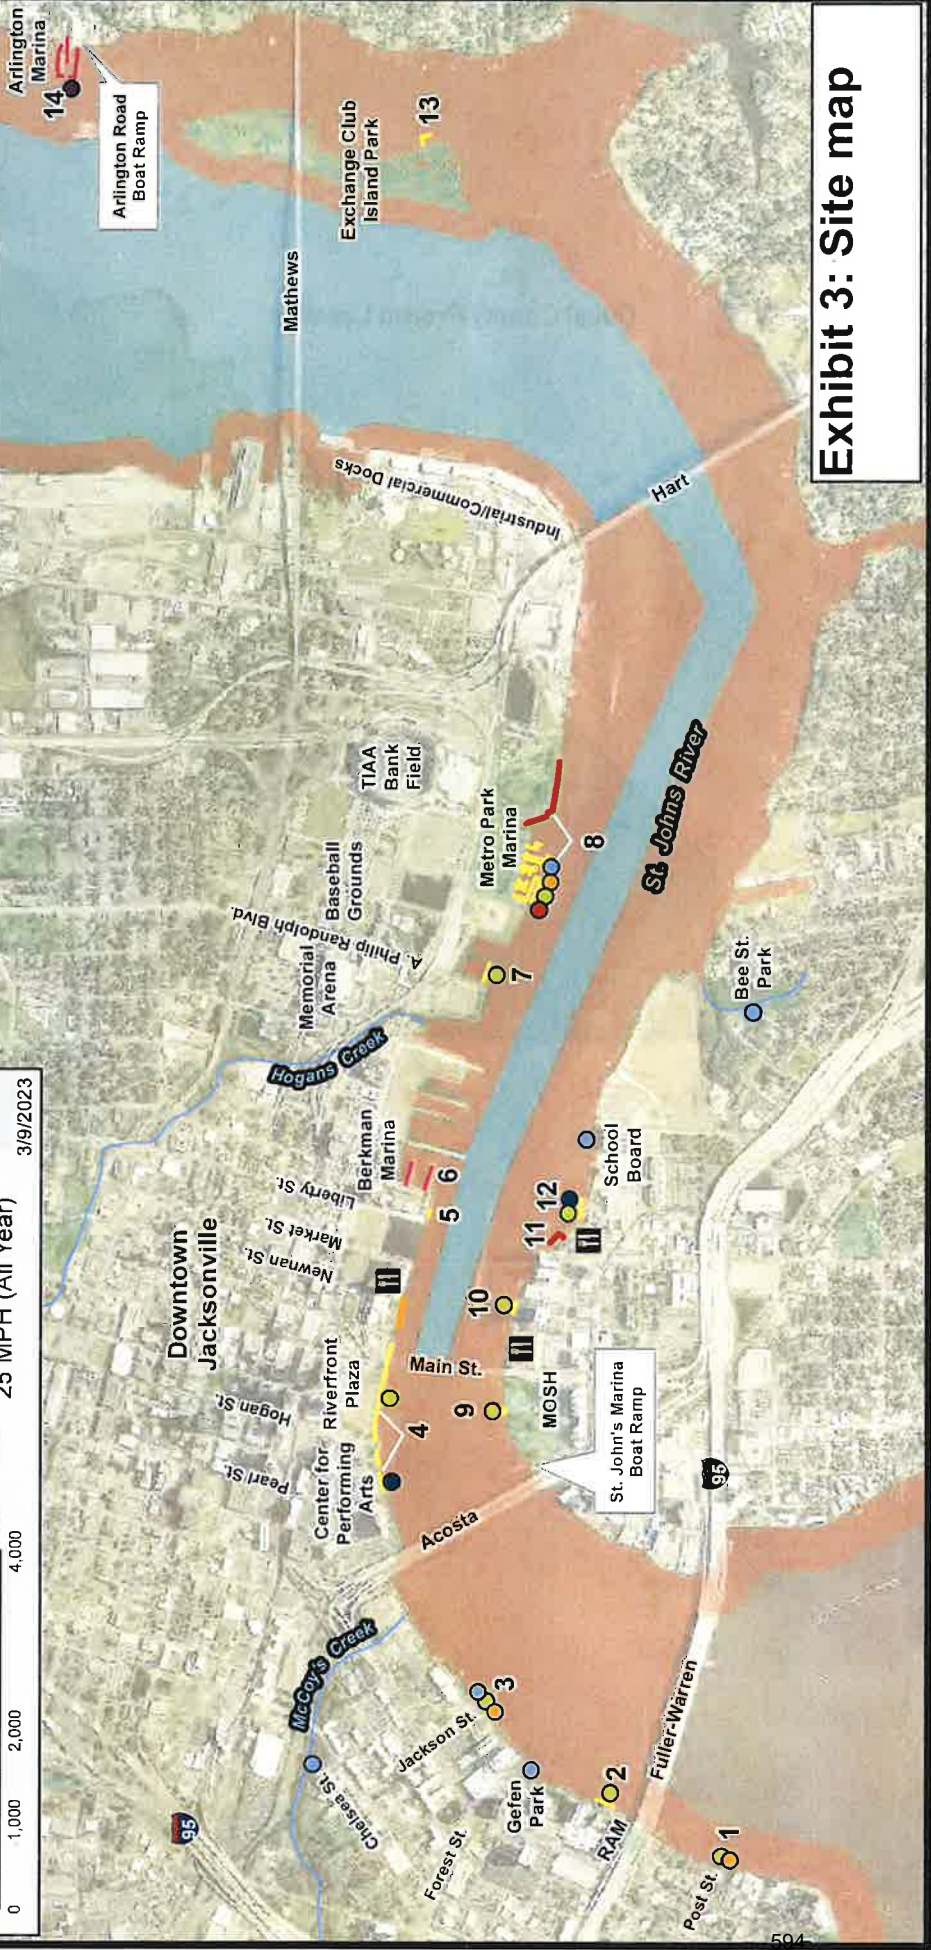 25 MPH (All Year)
0
1,000
2,000
4,000
3/9/2023
Arlington
Marina
14
Arlington Road
Boat Ramp
Exchange Club
Island Park
13
Mathews
Industrial/Commercial Docks
Hart
TIAA
Bank
Field
Baseball
Grounds
A. Philip Randolph Blvd.
Memorial
Arena
Metro Park
Marina
8
St. Johns River
7
Hogans Creek
Bee St.
Park
Berkman
Marina
Liberty St.
Market St.
Newnan St.
6
5
School
Board
12
11
10
Downtown
Jacksonville
Riverfront
Plaza
Main St.
Hogan St.
Pearl St.
Center for
Performing
Arts
4
9
MOSH
St. John's Marina
Boat Ramp
Acosta
95
McCoy's Creek
Chelsea St.
Jackson St.
3
Forest St.
Gefen
Park
2
RAM
Fuller-Warren
Post St.
1
95
Exhibit 3: Site map
594